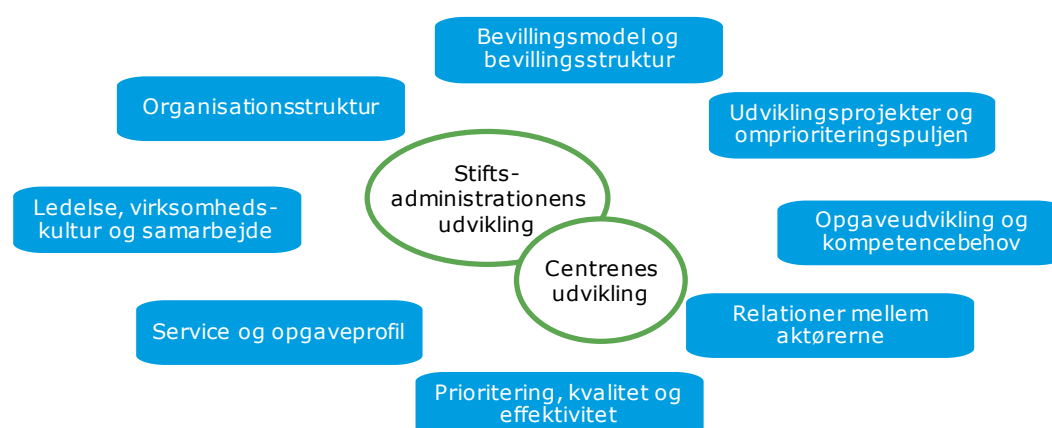 Bevillingsmodel og
bevillingsstruktur
Organisationsstruktur
Udviklingsprojekter og
omprioriteringspuljen
Stifts-
administrationens
udvikling
Ledelse, virksomheds-
kultur og samarbejde
Opgaveudvikling og
kompetencebehov
Centrenes
udvikling
Service og opgaveprofil
Relationer mellem
aktørerne
Prioritering, kvalitet og
effektivitet